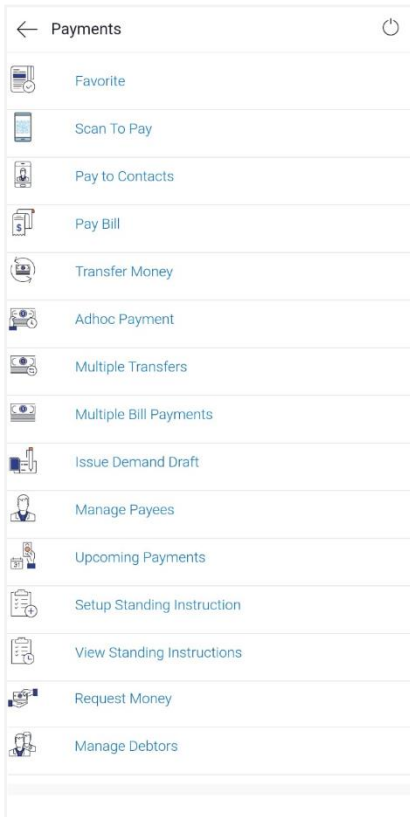 Payments
Favorite
Scan To Pay
Pay to Contacts
Pay Bill
Transfer Money
Adhoc Payment
Multiple Transfers
Multiple Bill Payments
Issue Demand Draft
Manage Payees
Upcoming Payments
Setup Standing Instruction
View Standing Instructions
Request Money
Manage Debtors